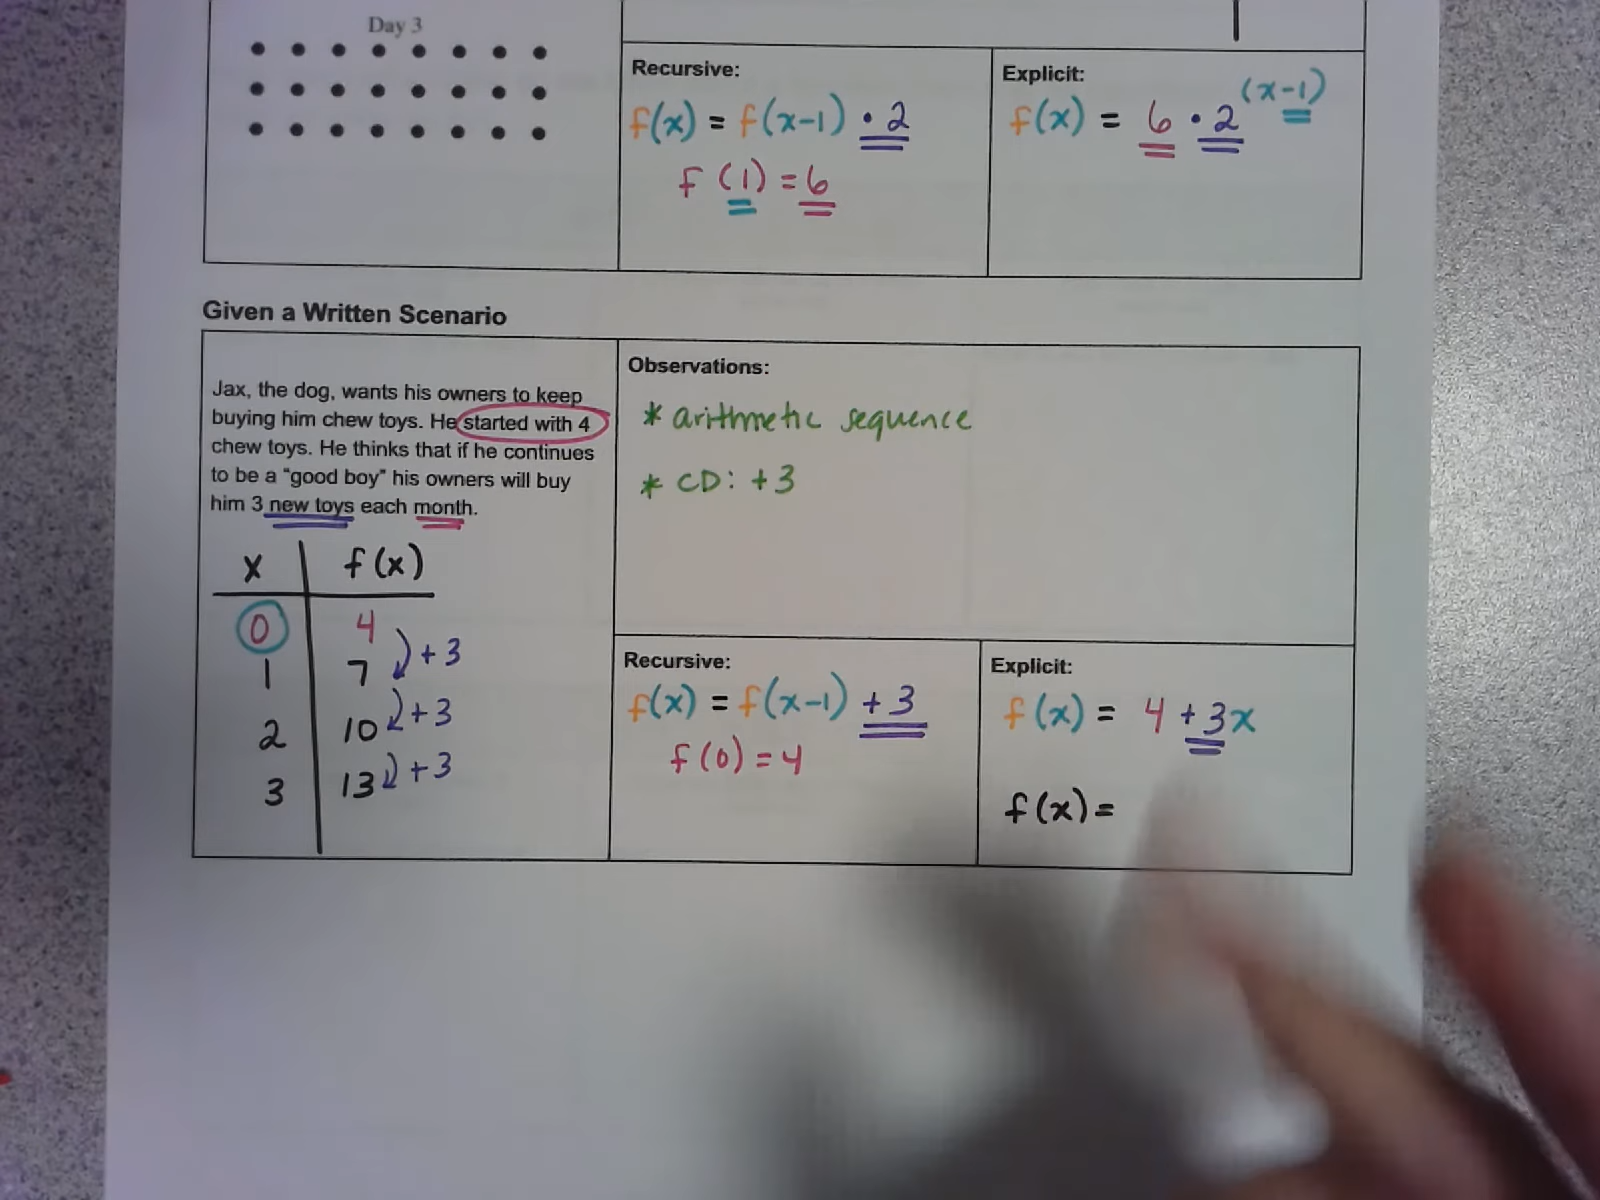 Day 3
Recursive:
f(x) = f(x-1) • 2
f (1) = 6
Explicit:
f(x) = 6 • 2^(x-1)
Given a Written Scenario
Jax, the dog, wants his owners to keep
buying him chew toys. He started with 4
chew toys. He thinks that if he continues
to be a “good boy” his owners will buy
him 3 new toys each month.
x f(x)
0 4
+3
1 7
+3
2 10
+3
3 13
Observations:
* arithmetic sequence
* CD: +3
Recursive:
f(x) = f(x-1) +3
f (0) = 4
Explicit:
f(x) = 4 +3x
f(x) =